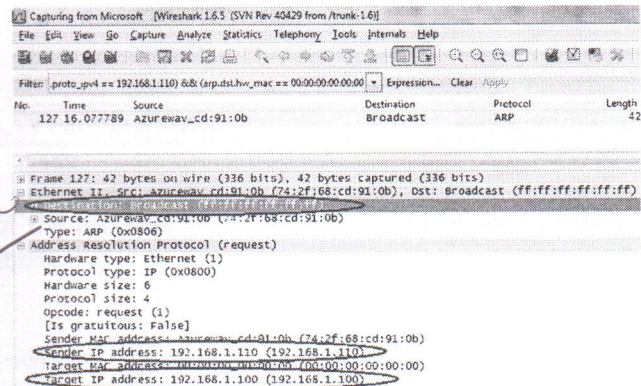 Capturing from Microsoft [Wireshark 1.6.5 (SVN Rev 40429 from /trunk-1.6)]
File Edit View Go Capture Analyze Statistics Telephony Tools Internals Help
Filter: .proto_ipv4 == 192.168.1.110) && (arp.dst.hw_mac == 00:00:00:00:00:00 Expression... Clear Apply
No. Time Source Destination Protocol Length
127 16.077789 Azurewav_cd:91:0b Broadcast ARP 42
Frame 127: 42 bytes on wire (336 bits), 42 bytes captured (336 bits)
Ethernet II, Src: Azurewav_cd:91:0b (74:2f:68:cd:91:0b), Dst: Broadcast (ff:ff:ff:ff:ff:ff)
Destination: Broadcast (ff:ff:ff:ff:ff:ff)
Source: Azurewav_cd:91:0b (74:2f:68:cd:91:0b)
Type: ARP (0x0806)
Address Resolution Protocol (request)
Hardware type: Ethernet (1)
Protocol type: IP (0x0800)
Hardware size: 6
Protocol size: 4
Opcode: request (1)
[Is gratuitous: False]
Sender MAC address: Azurewav_cd:91:0b (74:2f:68:cd:91:0b)
Sender IP address: 192.168.1.110 (192.168.1.110)
Target MAC address: 00:00:00_00:00:00 (00:00:00:00:00:00)
Target IP address: 192.168.1.100 (192.168.1.100)